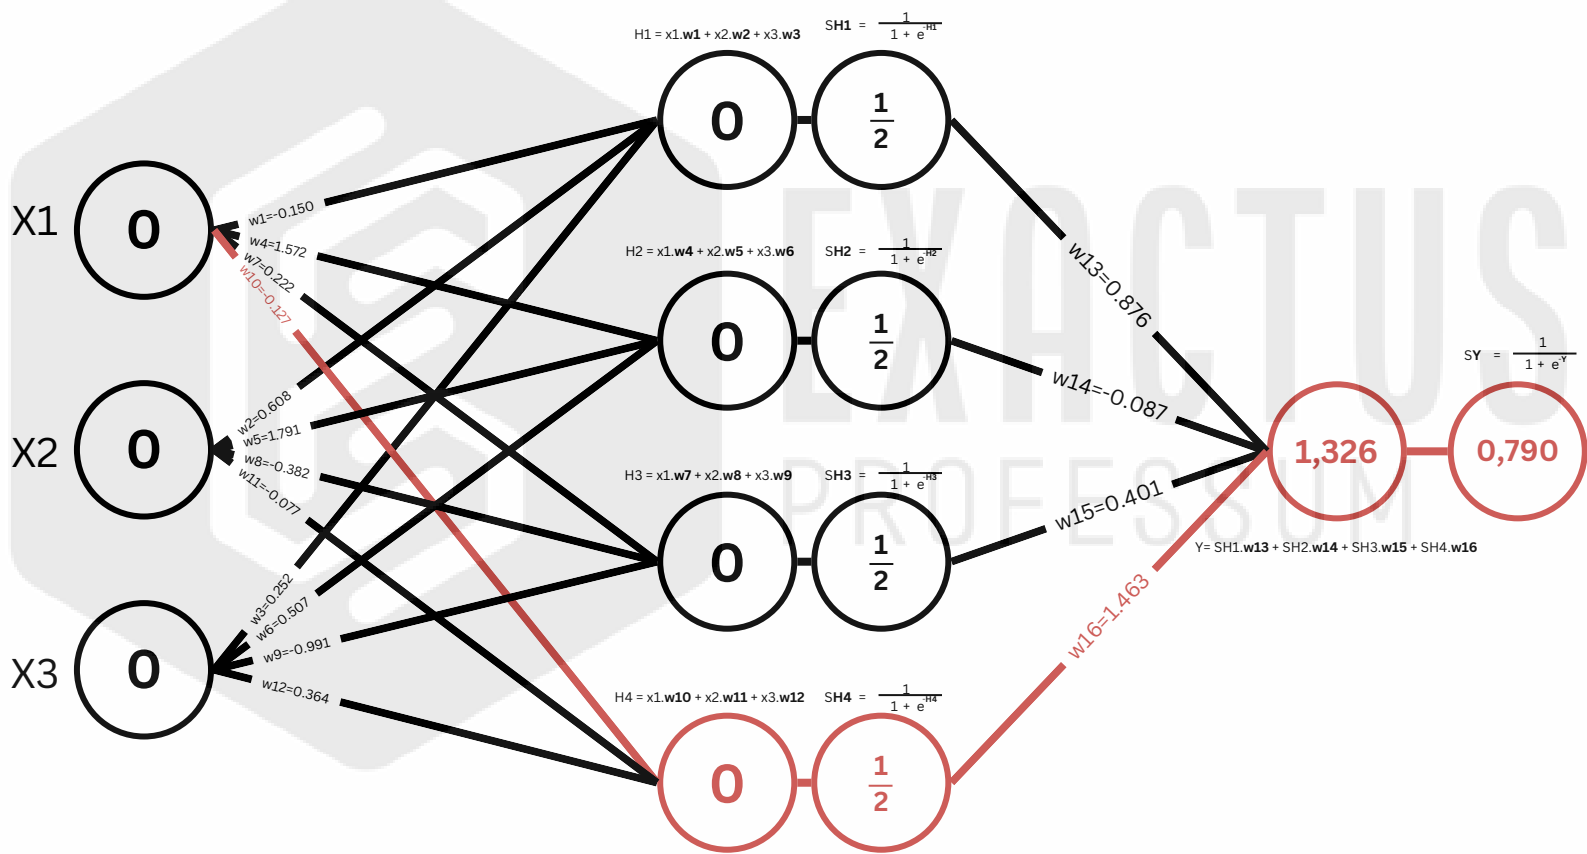 H1 = x1.w1 + x2.w2 + x3.w3
SH1 = 1
1 + e-H1
0
1
2
X1
0
w1=-0.150
w4=1.572
w7=0.222
w10=-0.127
H2 = x1.w4 + x2.w5 + x3.w6
SH2 = 1
1 + e-H2
0
1
2
w13=0.876
w14=-0.087
w15=0.401
w16=1.463
X2
0
w2=0.608
w5=1.791
w8=-0.382
w11=-0.077
H3 = x1.w7 + x2.w8 + x3.w9
SH3 = 1
1 + e-H3
0
1
2
SY = 1
1 + e-Y
1,326
0,790
Y= SH1.w13 + SH2.w14 + SH3.w15 + SH4.w16
X3
0
w3=0.252
w6=0.507
w9=-0.991
w12=0.364
H4 = x1.w10 + x2.w11 + x3.w12
SH4 = 1
1 + e-H4
0
1
2
EXACTUS
PROFESSUM